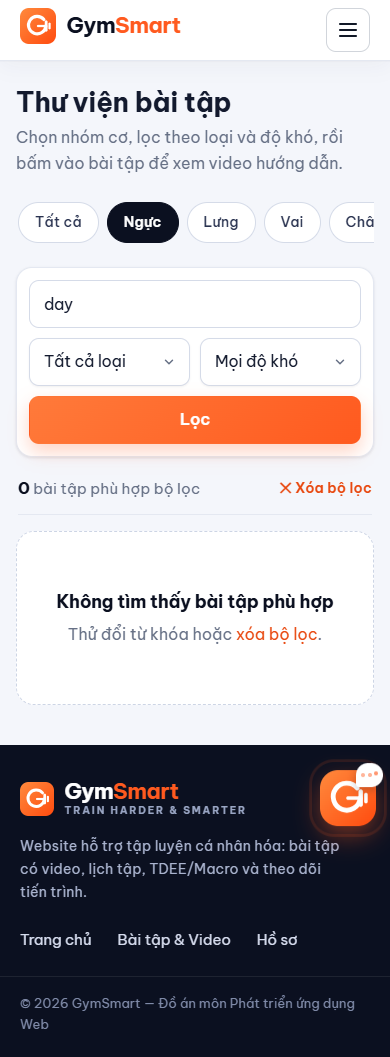 GymSmart
Thư viện bài tập
Chọn nhóm cơ, lọc theo loại và độ khó, rồi
bấm vào bài tập để xem video hướng dẫn.
Tất cả Ngực Lưng Vai Châ
day
Tất cả loại Mọi độ khó
Lọc
0 bài tập phù hợp bộ lọc Xóa bộ lọc
Không tìm thấy bài tập phù hợp
Thử đổi từ khóa hoặc xóa bộ lọc.
GymSmart
TRAIN HARDER & SMARTER
Website hỗ trợ tập luyện cá nhân hóa: bài tập
có video, lịch tập, TDEE/Macro và theo dõi
tiến trình.
Trang chủ Bài tập & Video Hồ sơ
© 2026 GymSmart — Đồ án môn Phát triển ứng dụng
Web